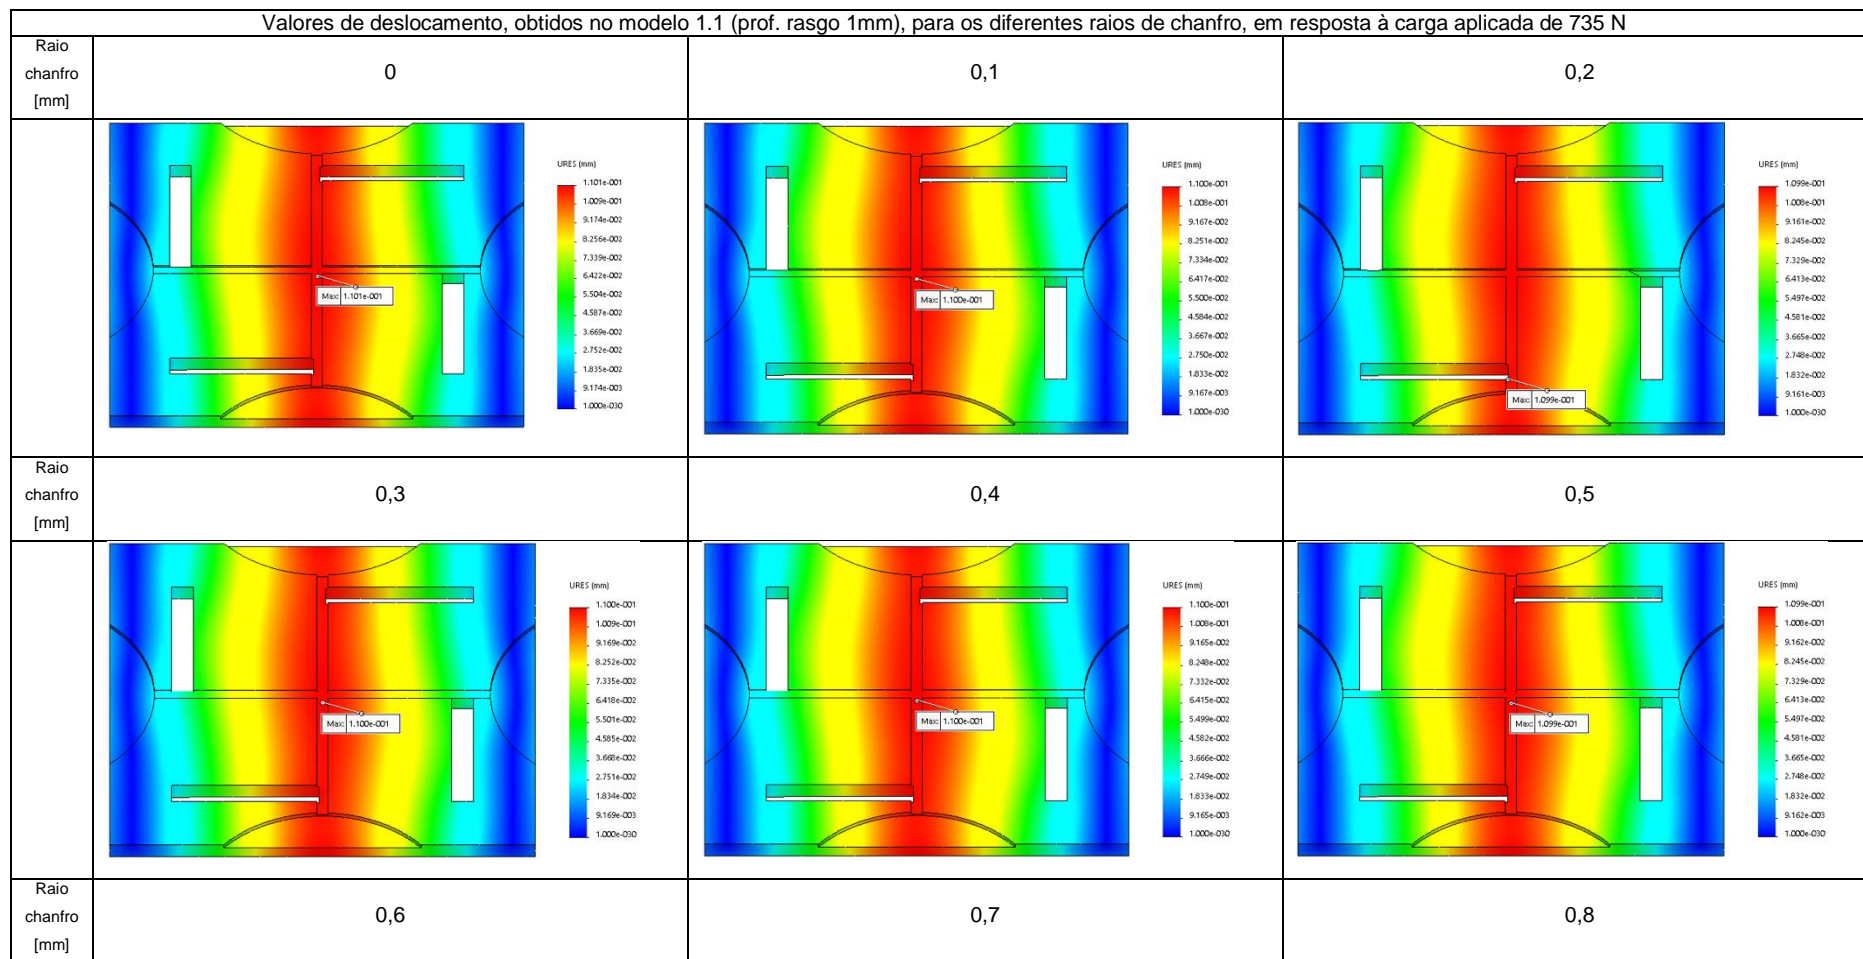 Valores de deslocamento, obtidos no modelo 1.1 (prof. rasgo 1mm), para os diferentes raios de chanfro, em resposta à carga aplicada de 735 N
Raio
chanfro
[mm]
0
0,1
0,2
URES (mm)
1.101e-001
1.009e-001
9.174e-002
8.256e-002
7.339e-002
6.422e-002
5.504e-002
4.587e-002
3.669e-002
2.752e-002
1.835e-002
9.174e-003
1.000e-030
Max: 1.101e-001
URES (mm)
1.100e-001
1.008e-001
9.167e-002
8.251e-002
7.334e-002
6.417e-002
5.500e-002
4.584e-002
3.667e-002
2.750e-002
1.833e-002
9.167e-003
1.000e-030
Max: 1.100e-001
URES (mm)
1.099e-001
1.008e-001
9.161e-002
8.245e-002
7.329e-002
6.413e-002
5.497e-002
4.581e-002
3.665e-002
2.748e-002
1.832e-002
9.161e-003
1.000e-030
Max: 1.099e-001
Raio
chanfro
[mm]
0,3
0,4
0,5
URES (mm)
1.100e-001
1.009e-001
9.169e-002
8.252e-002
7.335e-002
6.418e-002
5.501e-002
4.585e-002
3.668e-002
2.751e-002
1.834e-002
9.169e-003
1.000e-030
Max: 1.100e-001
URES (mm)
1.100e-001
1.008e-001
9.165e-002
8.248e-002
7.332e-002
6.415e-002
5.499e-002
4.582e-002
3.666e-002
2.749e-002
1.833e-002
9.165e-003
1.000e-030
Max: 1.100e-001
URES (mm)
1.099e-001
1.008e-001
9.162e-002
8.245e-002
7.329e-002
6.413e-002
5.497e-002
4.581e-002
3.665e-002
2.748e-002
1.832e-002
9.162e-003
1.000e-030
Max: 1.099e-001
Raio
chanfro
[mm]
0,6
0,7
0,8